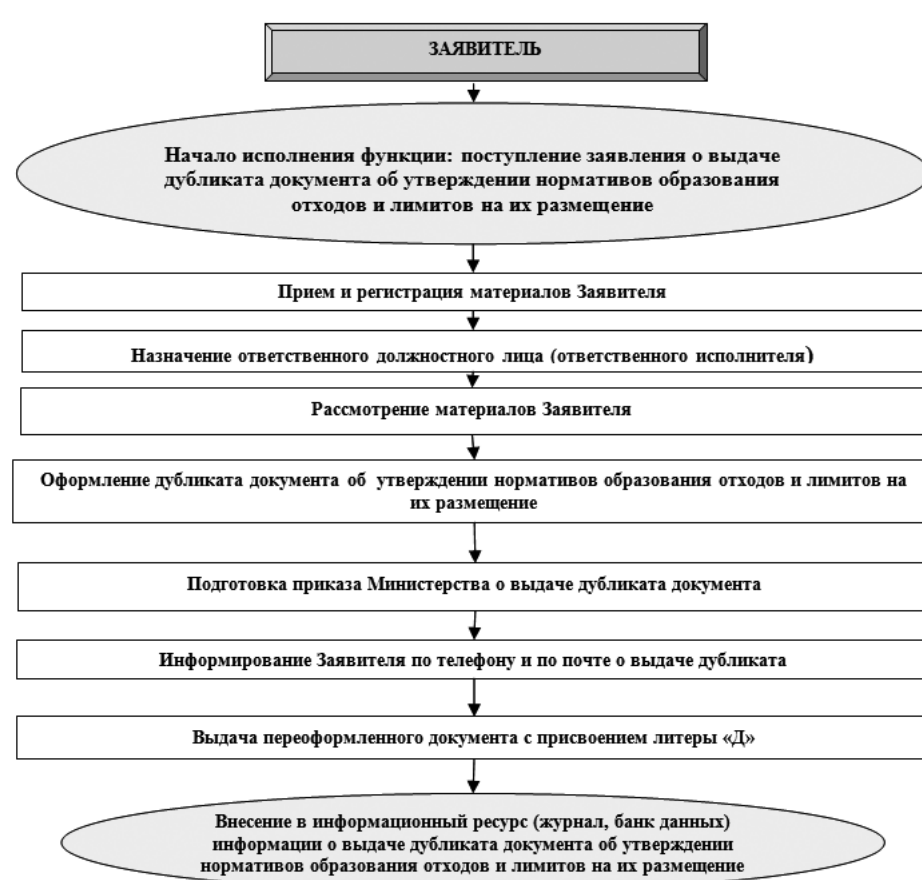 ЗАЯВИТЕЛЬ
Начало исполнения функции: поступление заявления о выдаче
дубликата документа об утверждении нормативов образования
отходов и лимитов на их размещение
Прием и регистрация материалов Заявителя
Назначение ответственного должностного лица (ответственного исполнителя)
Рассмотрение материалов Заявителя
Оформление дубликата документа об утверждении нормативов образования отходов и лимитов на
их размещение
Подготовка приказа Министерства о выдаче дубликата документа
Информирование Заявителя по телефону и по почте о выдаче дубликата
Выдача переоформленного документа с присвоением литеры «Д»
Внесение в информационный ресурс (журнал, банк данных)
информации о выдаче дубликата документа об утверждении
нормативов образования отходов и лимитов на их размещение